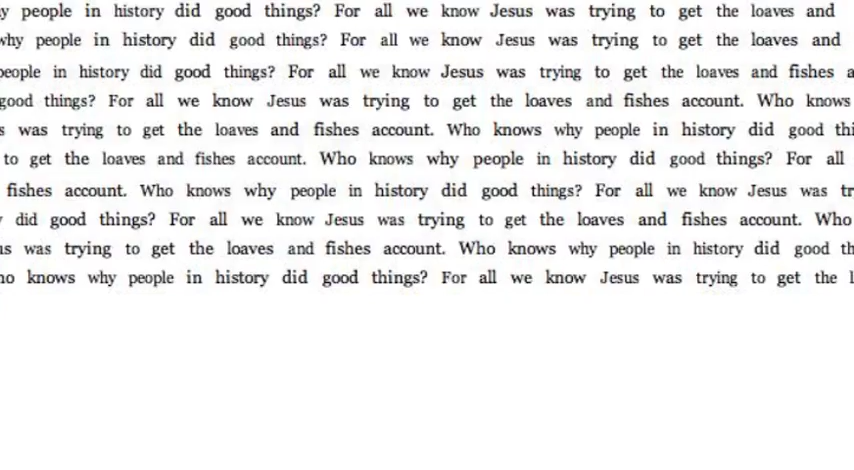 people in history did good things? For all we know Jesus was trying to get the loaves and
why people in history did good things? For all we know Jesus was trying to get the loaves and
people in history did good things? For all we know Jesus was trying to get the loaves and fishes a
good things? For all we know Jesus was trying to get the loaves and fishes account. Who knows
s was trying to get the loaves and fishes account. Who knows why people in history did good thi
to get the loaves and fishes account. Who knows why people in history did good things? For all
fishes account. Who knows why people in history did good things? For all we know Jesus was tr
did good things? For all we know Jesus was trying to get the loaves and fishes account. Who
us was trying to get the loaves and fishes account. Who knows why people in history did good th
ho knows why people in history did good things? For all we know Jesus was trying to get the l